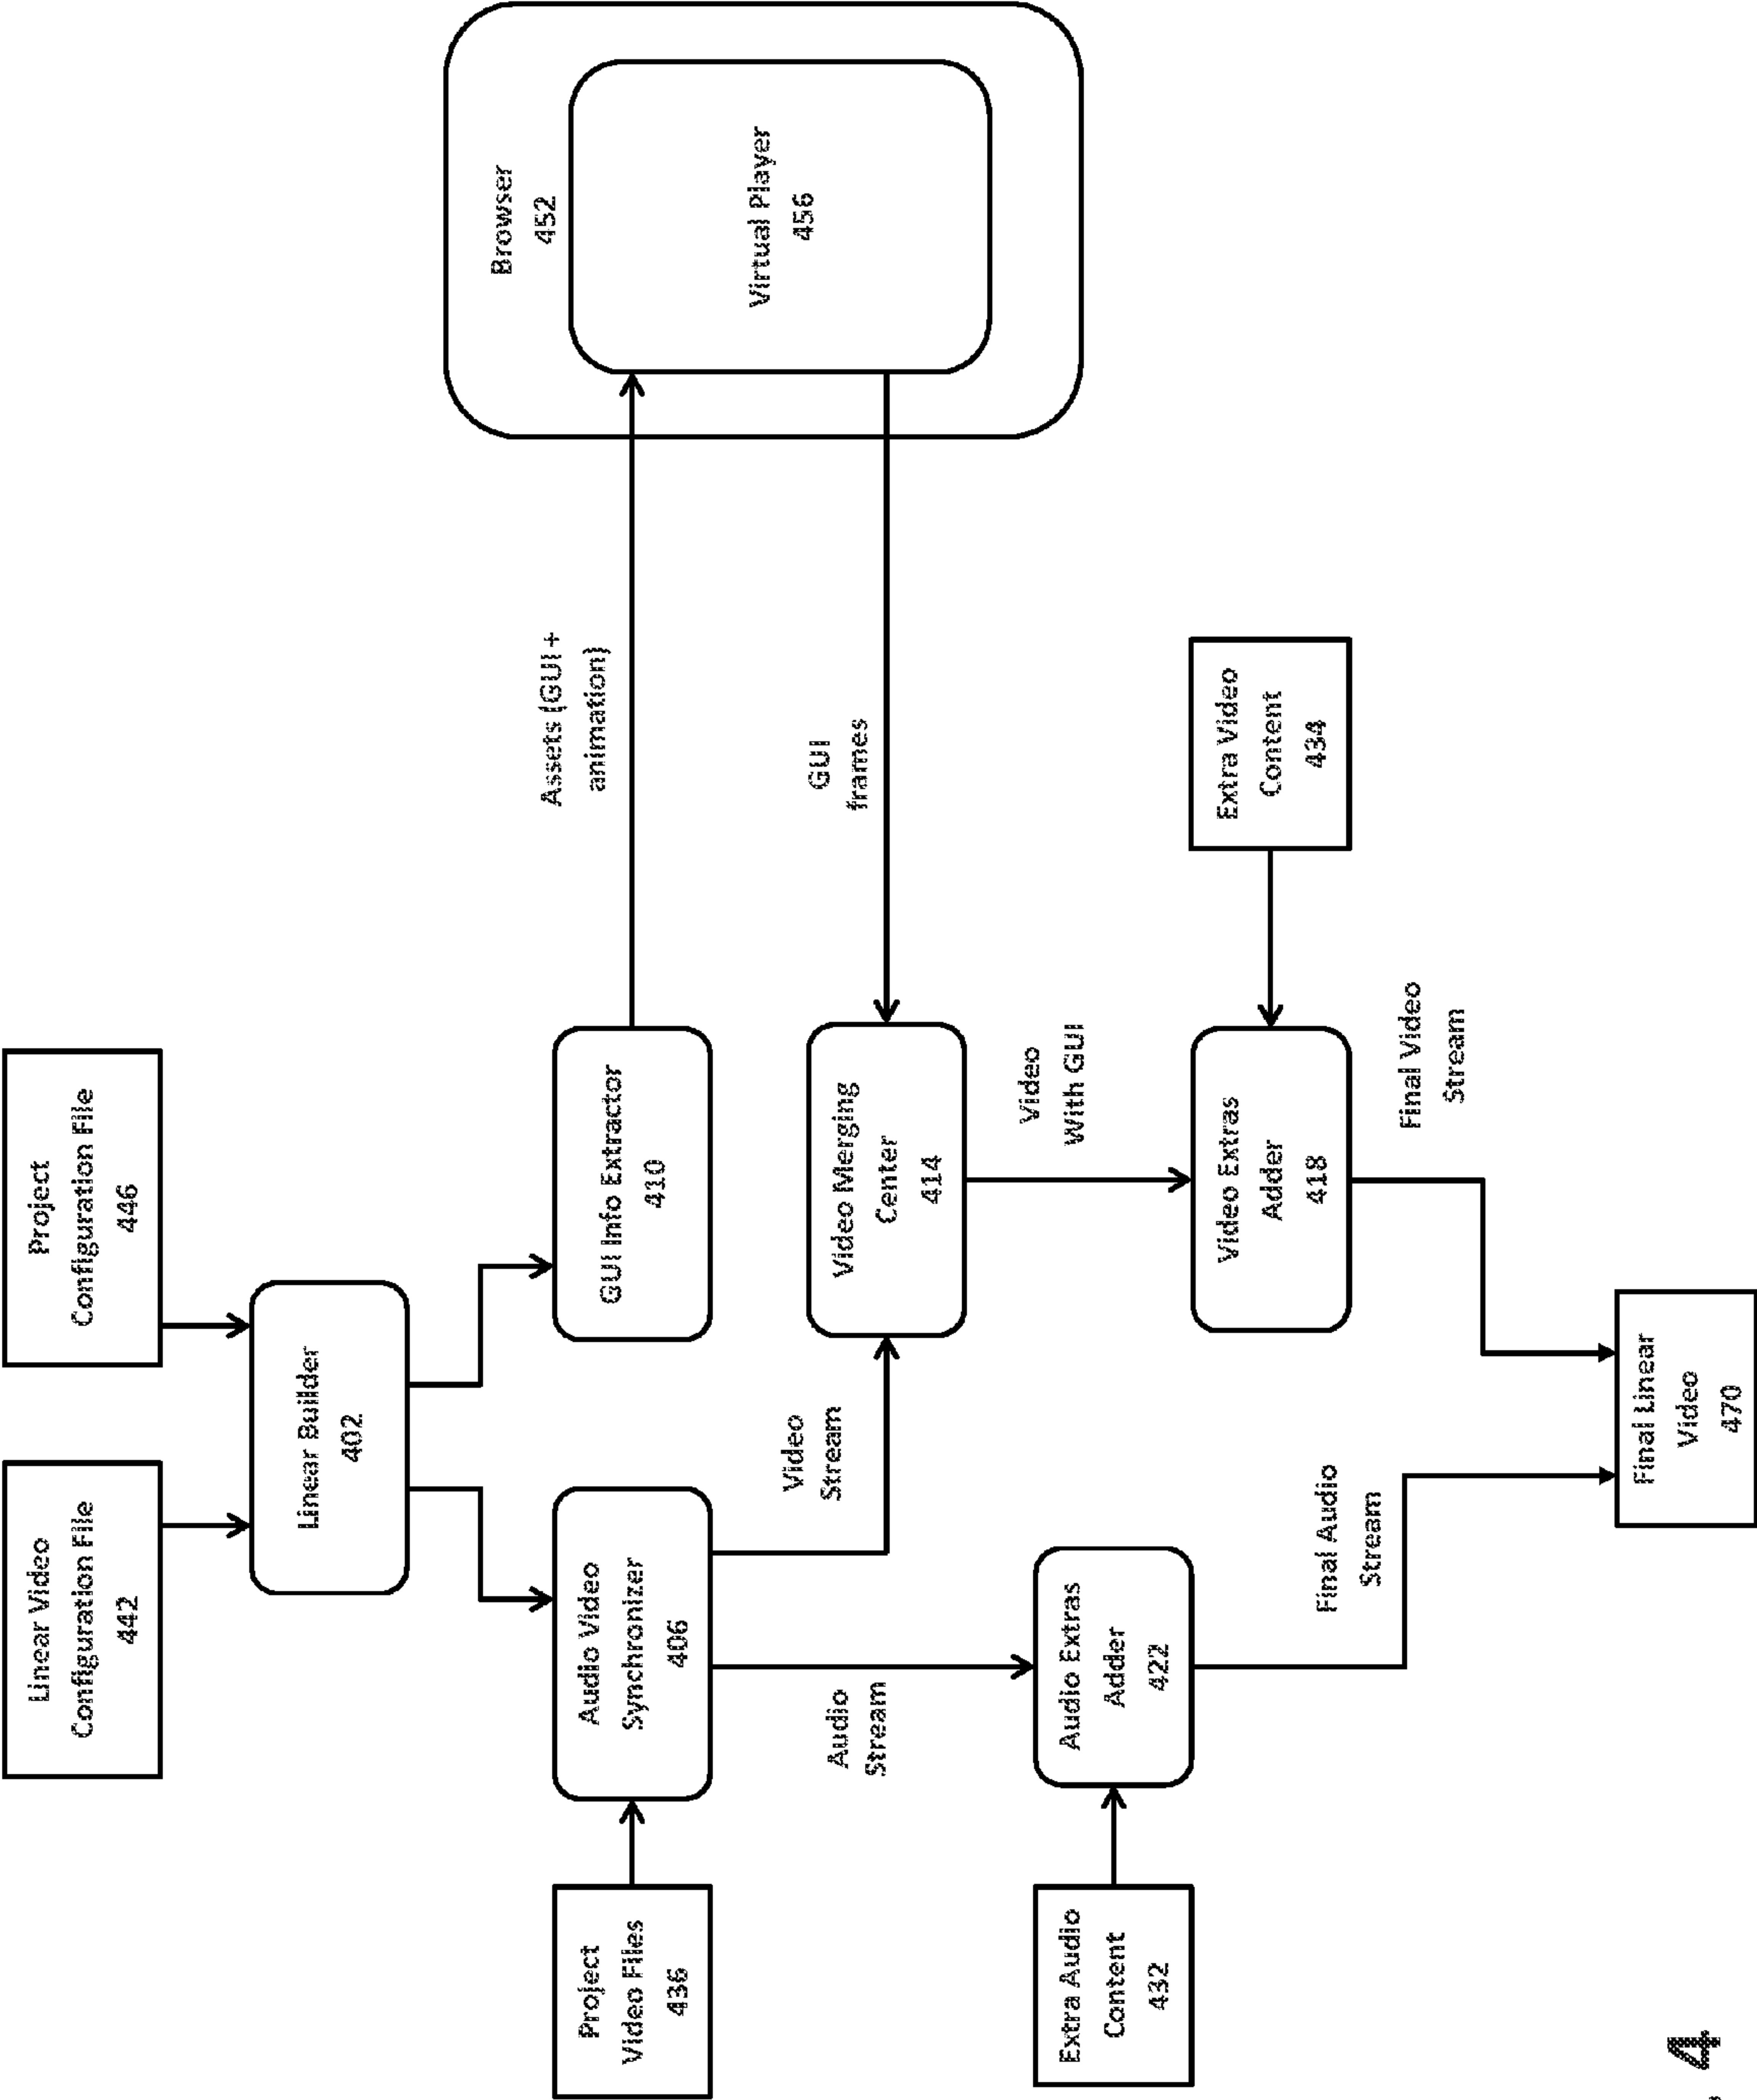 Linear Video
Configuration File
442
Project
Configuration File
446
Linear Builder
402
Project
Video Files
436
Audio Video
Synchronizer
406
GUI Info Extractor
410
Assets (GUI +
animation)
Browser
452
Virtual Player
456
Audio
Stream
Video
Stream
Video Merging
Center
414
GUI
frames
Extra Audio
Content
432
Audio Extras
Adder
422
Video
With GUI
Video Extras
Adder
418
Extra Video
Content
434
Final Audio
Stream
Final Video
Stream
Final Linear
Video
470
4